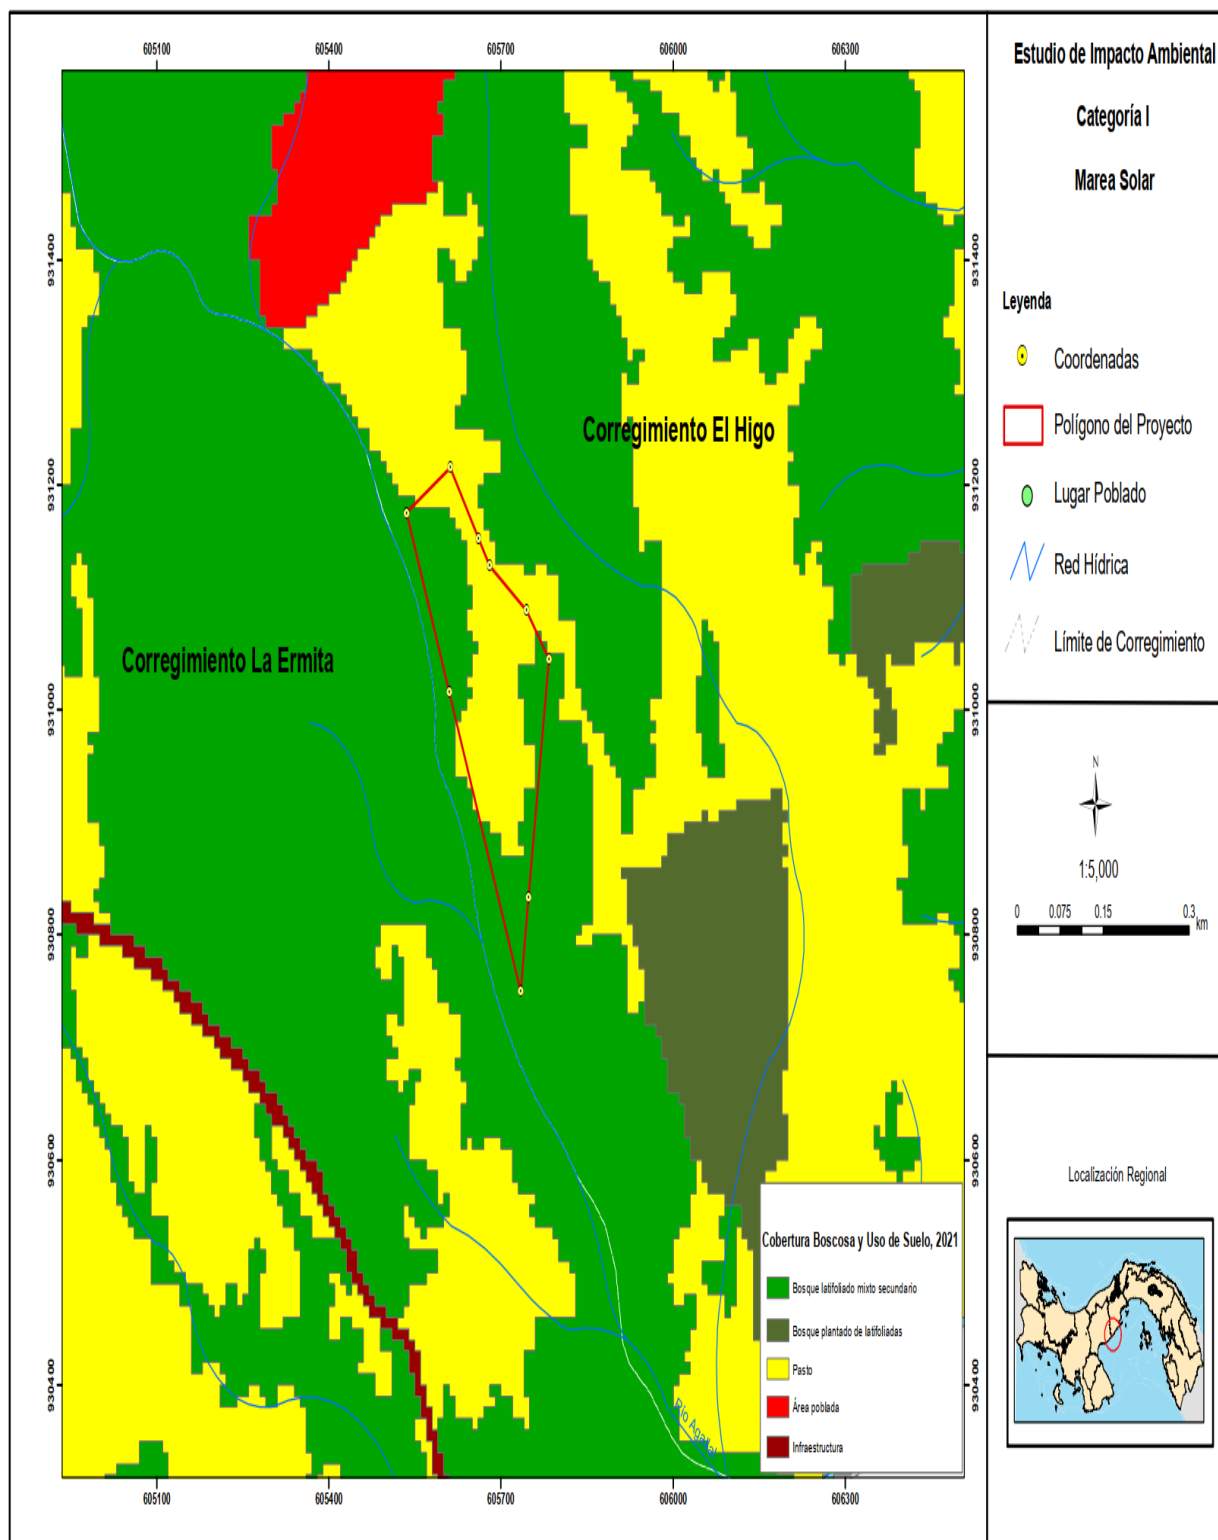 605100
605400
605700
606000
606300
931400
931200
931000
930800
930600
930400
931400
931200
931000
930800
930600
930400
Corregimiento El Higo
Corregimiento La Ermita
Cobertura Boscosa y Uso de Suelo, 2021
Bosque latifoliado mixto secundario
Bosque plantado de latifoliadas
Pasto
Área poblada
Infraestructura
605100
605400
605700
606000
606300
Estudio de Impacto Ambiental
Categoría I
Marea Solar
Leyenda
Coordenadas
Polígono del Proyecto
Lugar Poblado
Red Hídrica
Límite de Corregimiento
N
1:5,000
0 0.075 0.15 0.3
km
Localización Regional